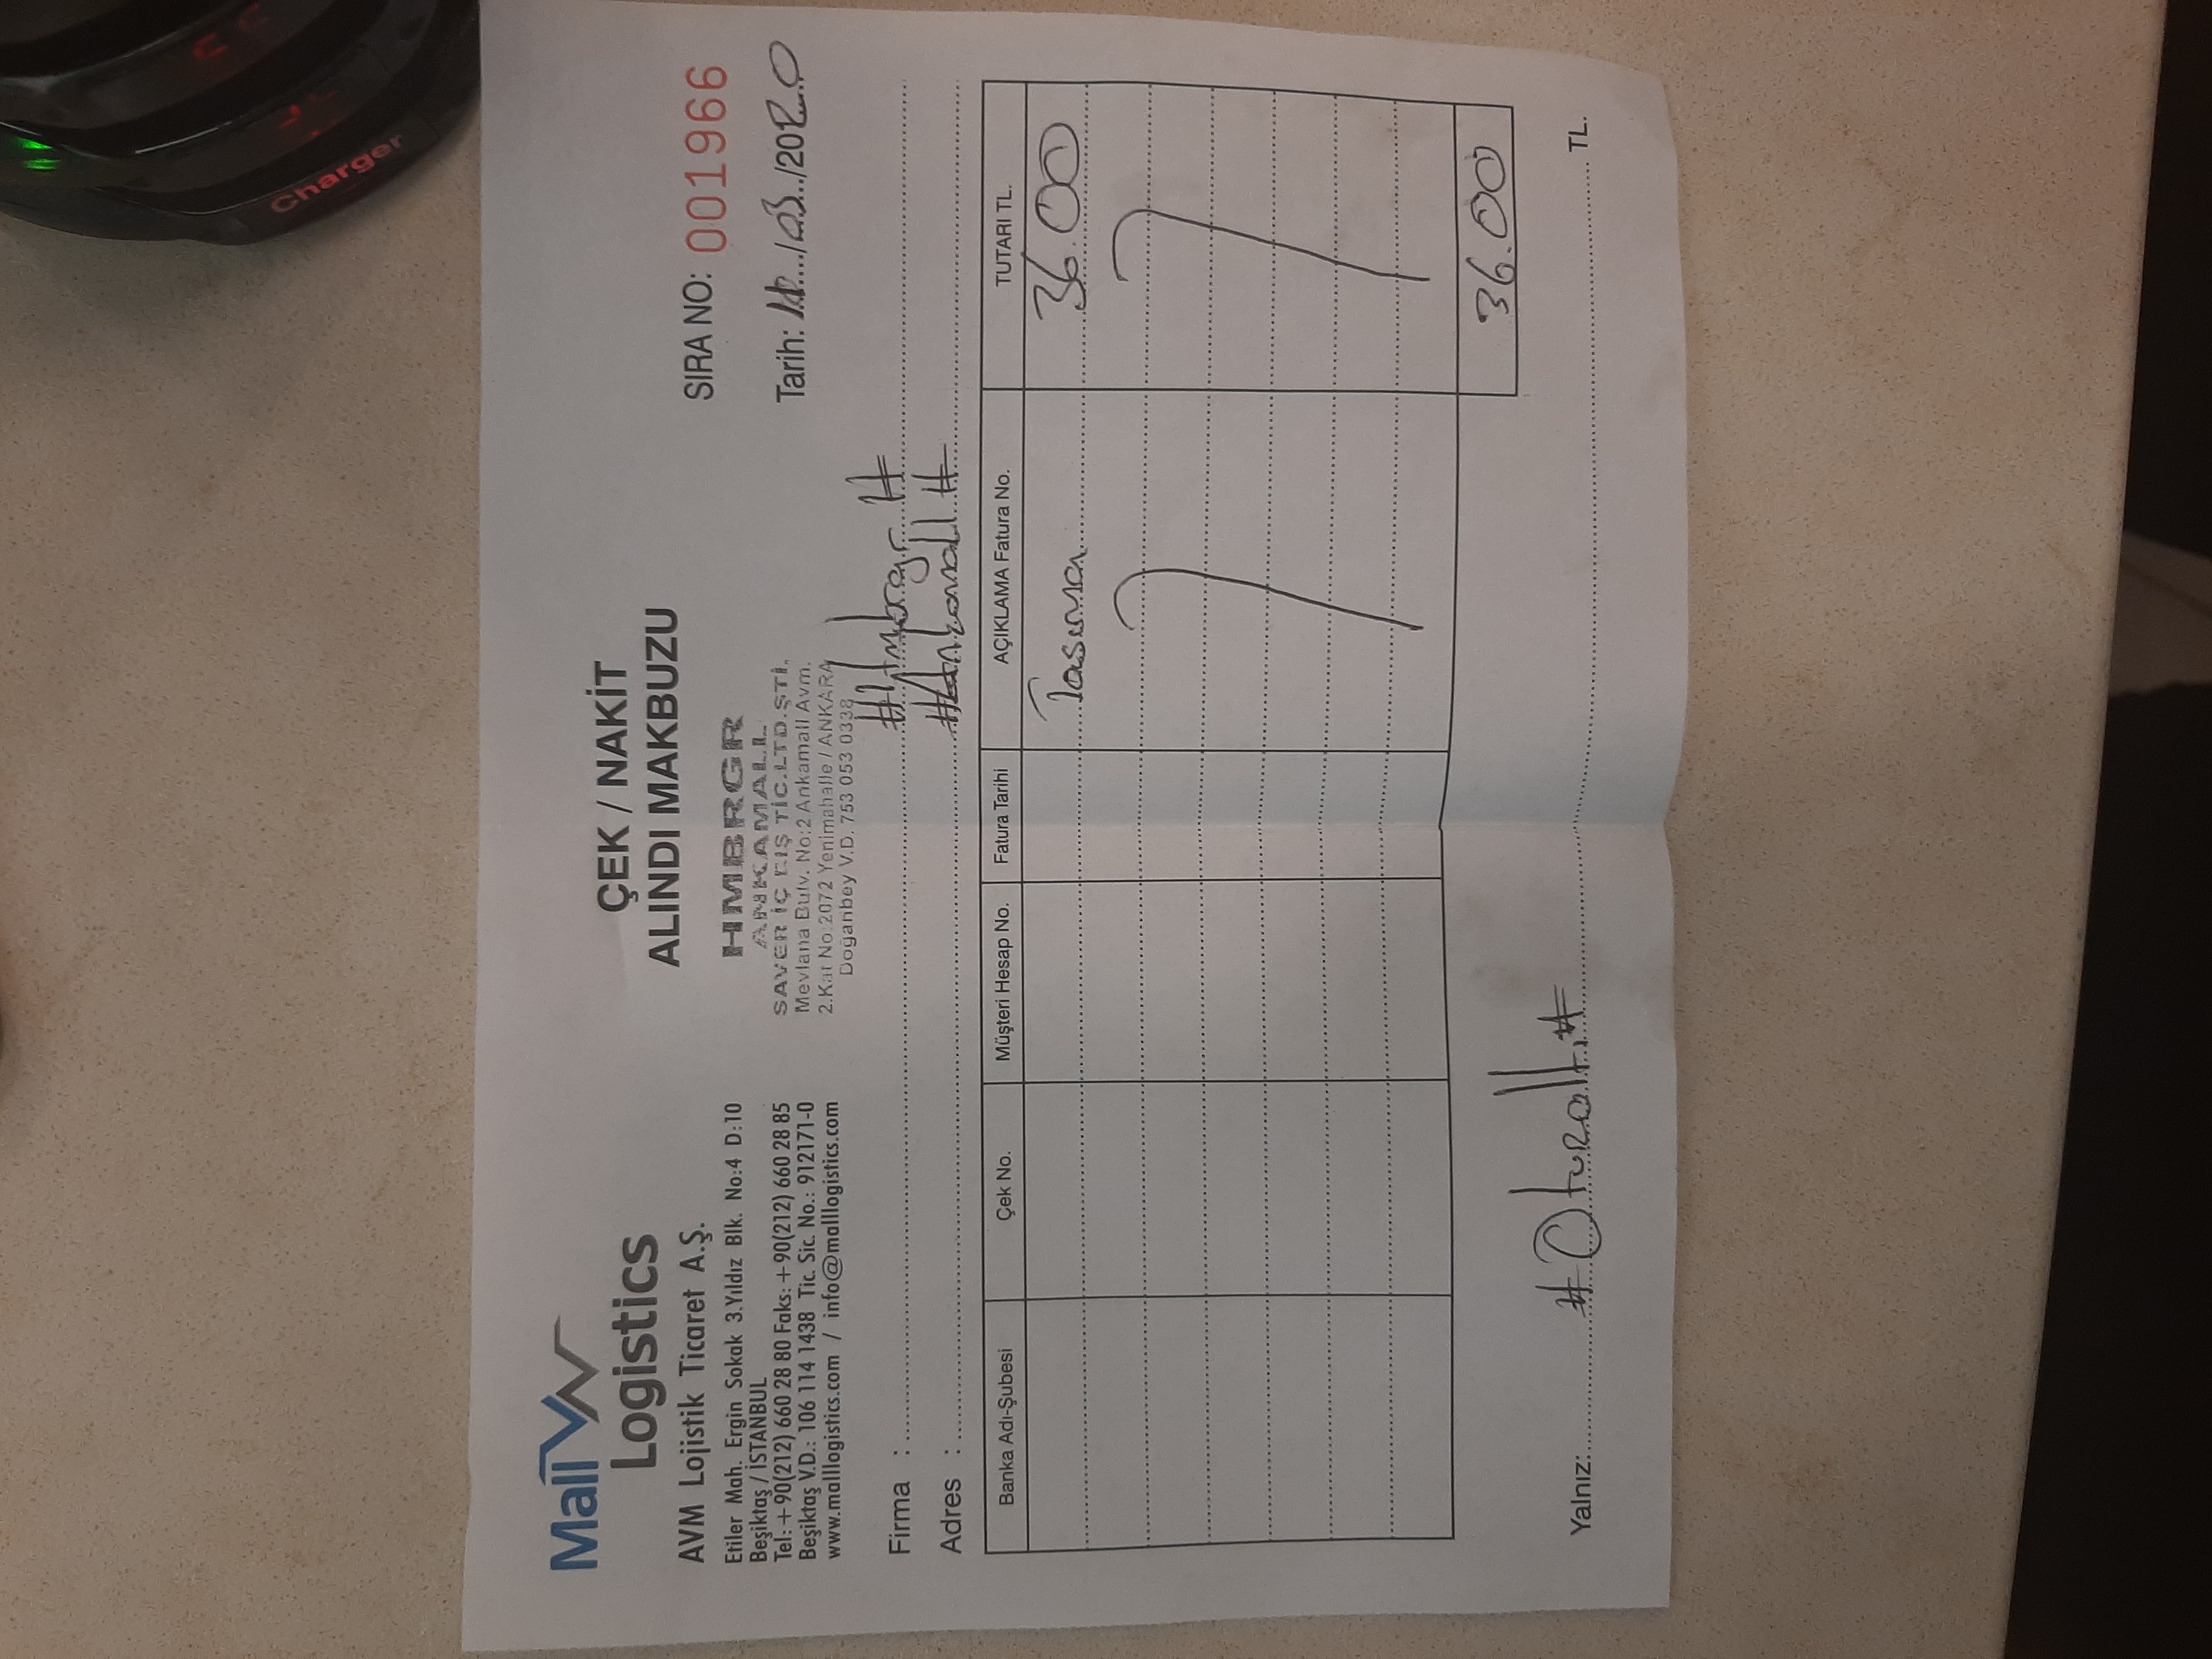 Charger
Mall
Logistics
AVM Lojistik Ticaret A.Ş.
Etiler Mah. Ergin Sokak 3.Yıldız Blk. No:4 D:10
Beşiktaş / İSTANBUL
Tel: +90(212) 660 28 80 Faks: +90(212) 660 28 85
Beşiktaş V.D.: 106 114 1438 Tic. Sic. No.: 912171-0
www.malllogistics.com / info@malllogistics.com
ÇEK / NAKİT
ALINDI MAKBUZU
HMBRGR
ANKAMALL
SAVER İÇ DIŞ TİC.LTD.ŞTİ.
Mevlana Bulv. No:2 Ankamall Avm.
2.Kat No:2072 Yenimahalle / ANKARA
Doğanbey V.D. 753 053 0338
SIRA NO: 001966
Tarih: /03/2020
Firma : #Hmbrgr#
Adres : #Ankamall#
Banka Adı-Şubesi Çek No. Müşteri Hesap No. Fatura Tarihi AÇIKLAMA Fatura No. TUTARI TL.
Tasıma 36.00
36.00
Yalnız: #Oturaltı# TL.